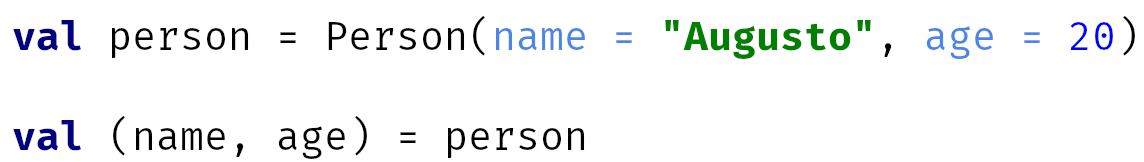 val person = Person(name = "Augusto", age = 20)
val (name, age) = person